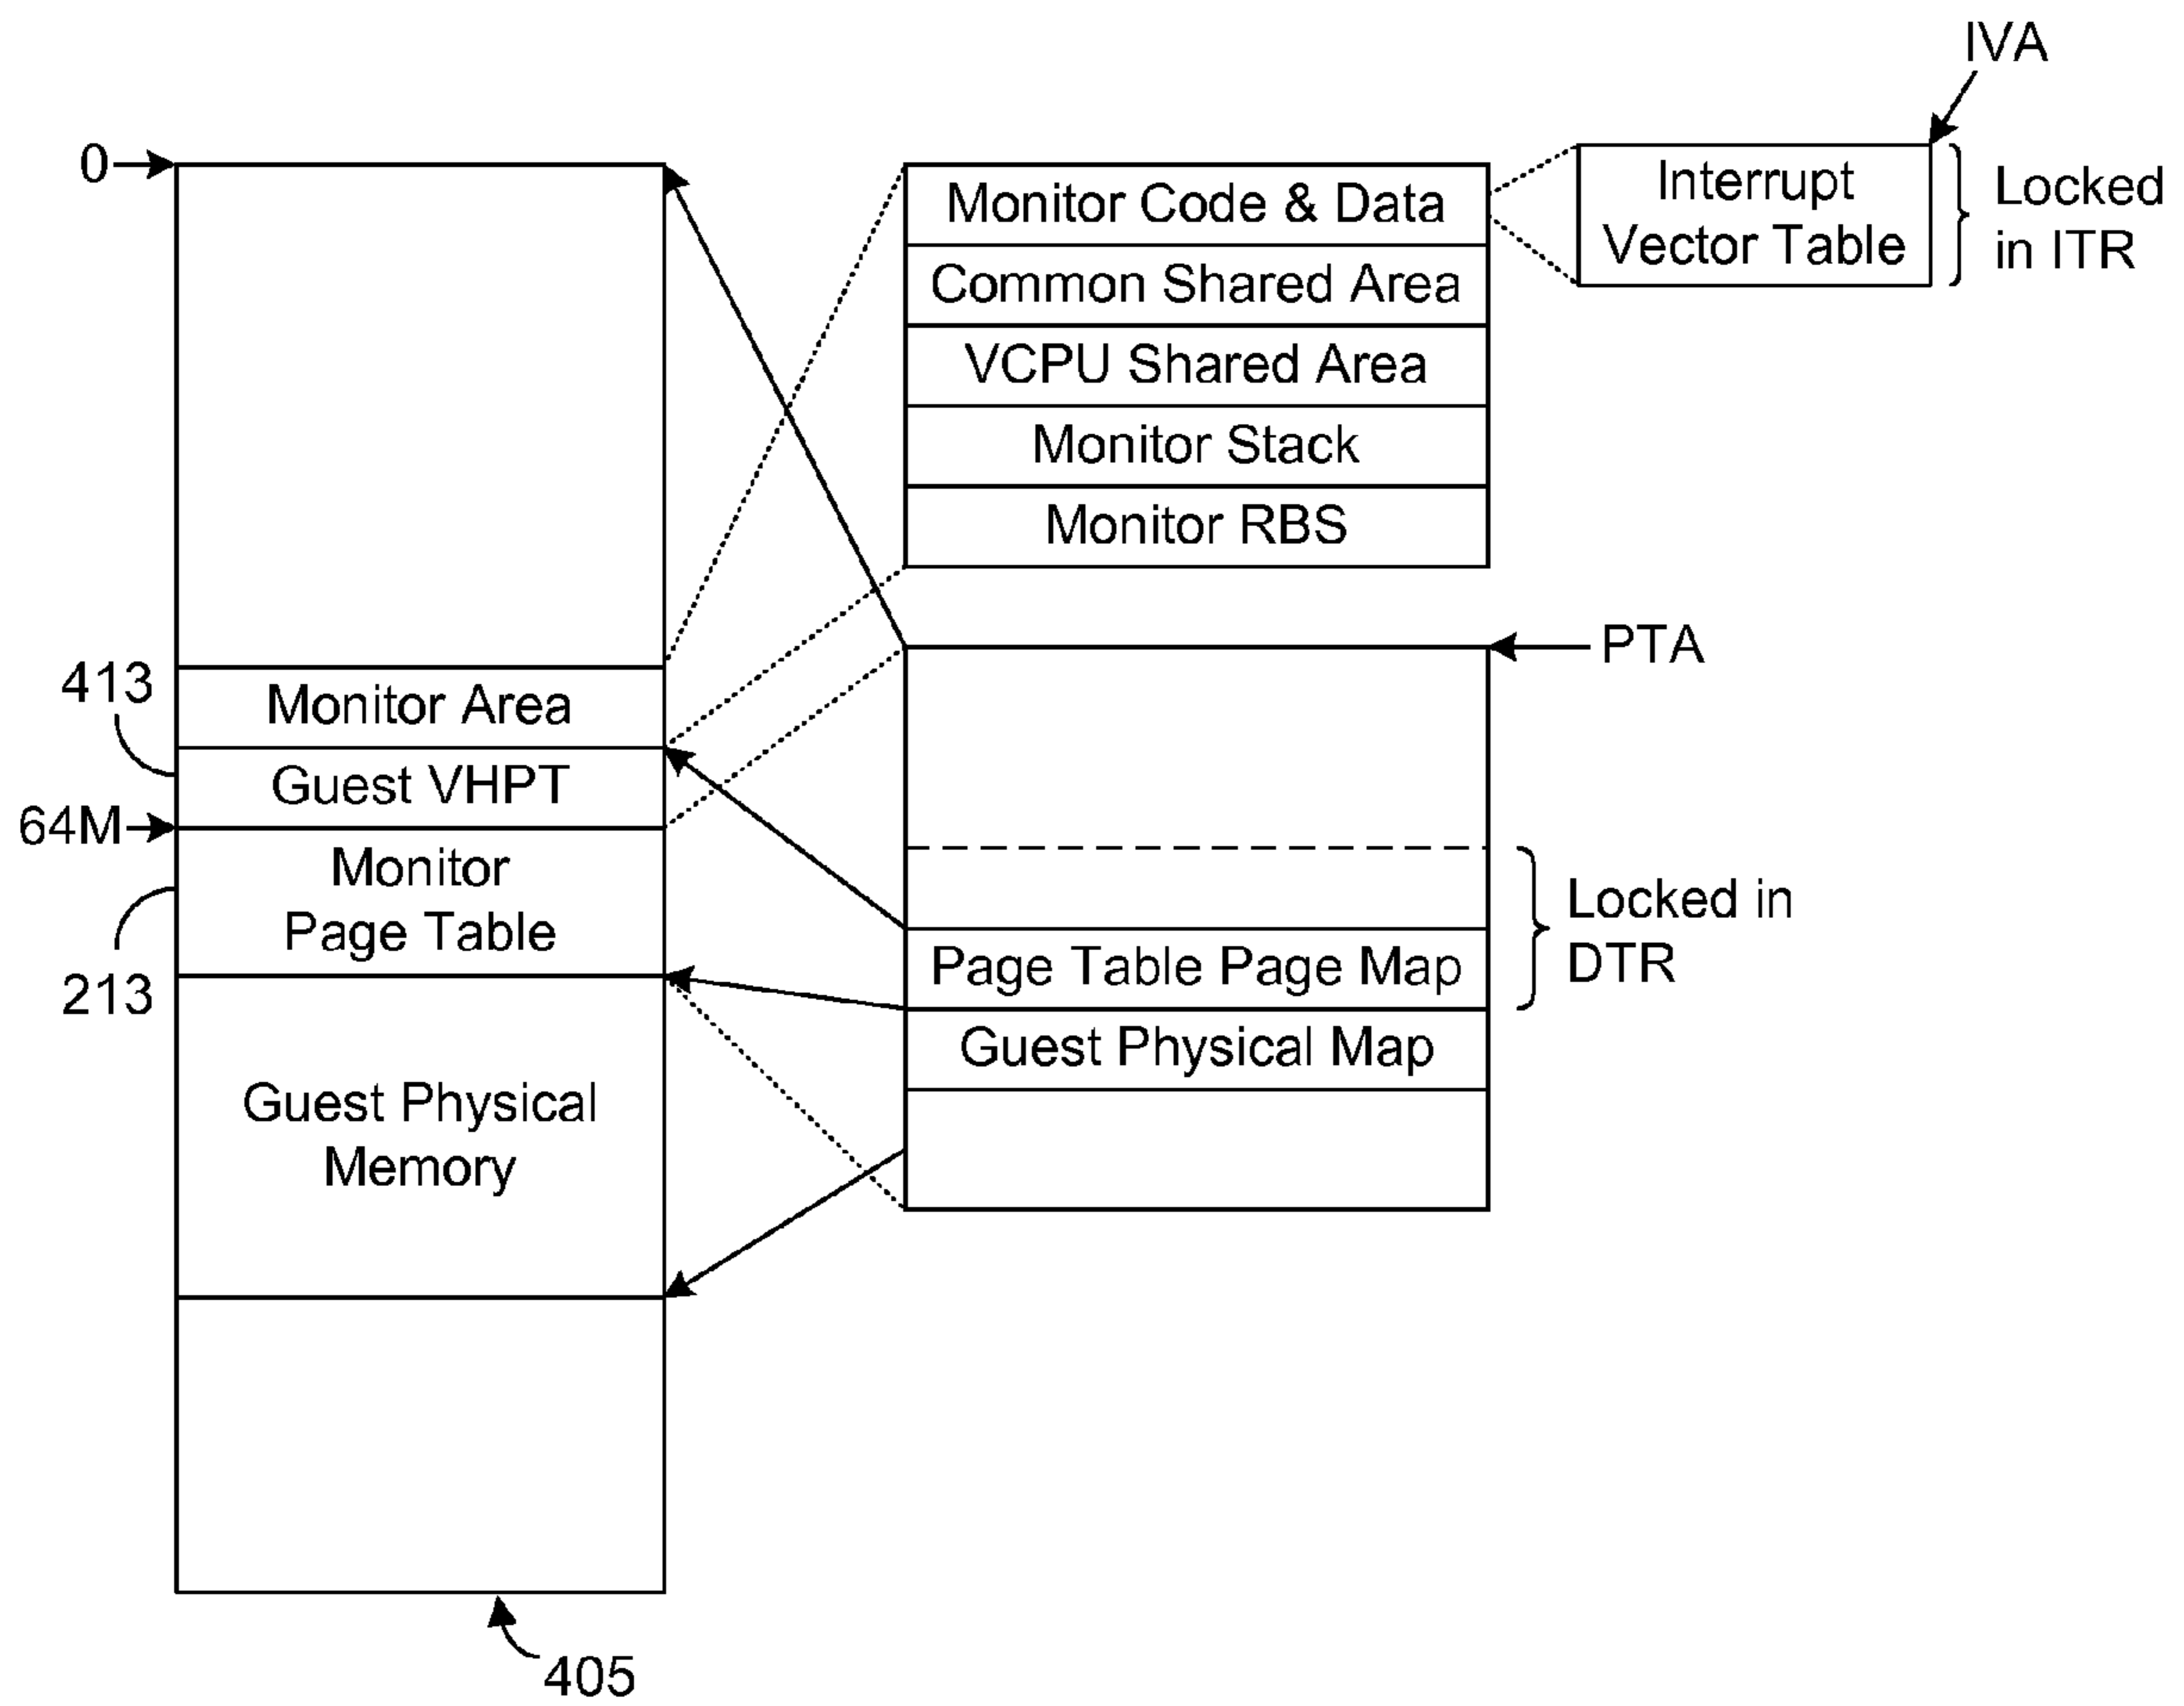 IVA
0
Monitor Code & Data
Interrupt
Vector Table
Locked
in ITR
Common Shared Area
VCPU Shared Area
Monitor Stack
Monitor RBS
PTA
413
Monitor Area
Guest VHPT
64M
Monitor
Page Table
213
Locked in
DTR
Page Table Page Map
Guest Physical Map
Guest Physical
Memory
405